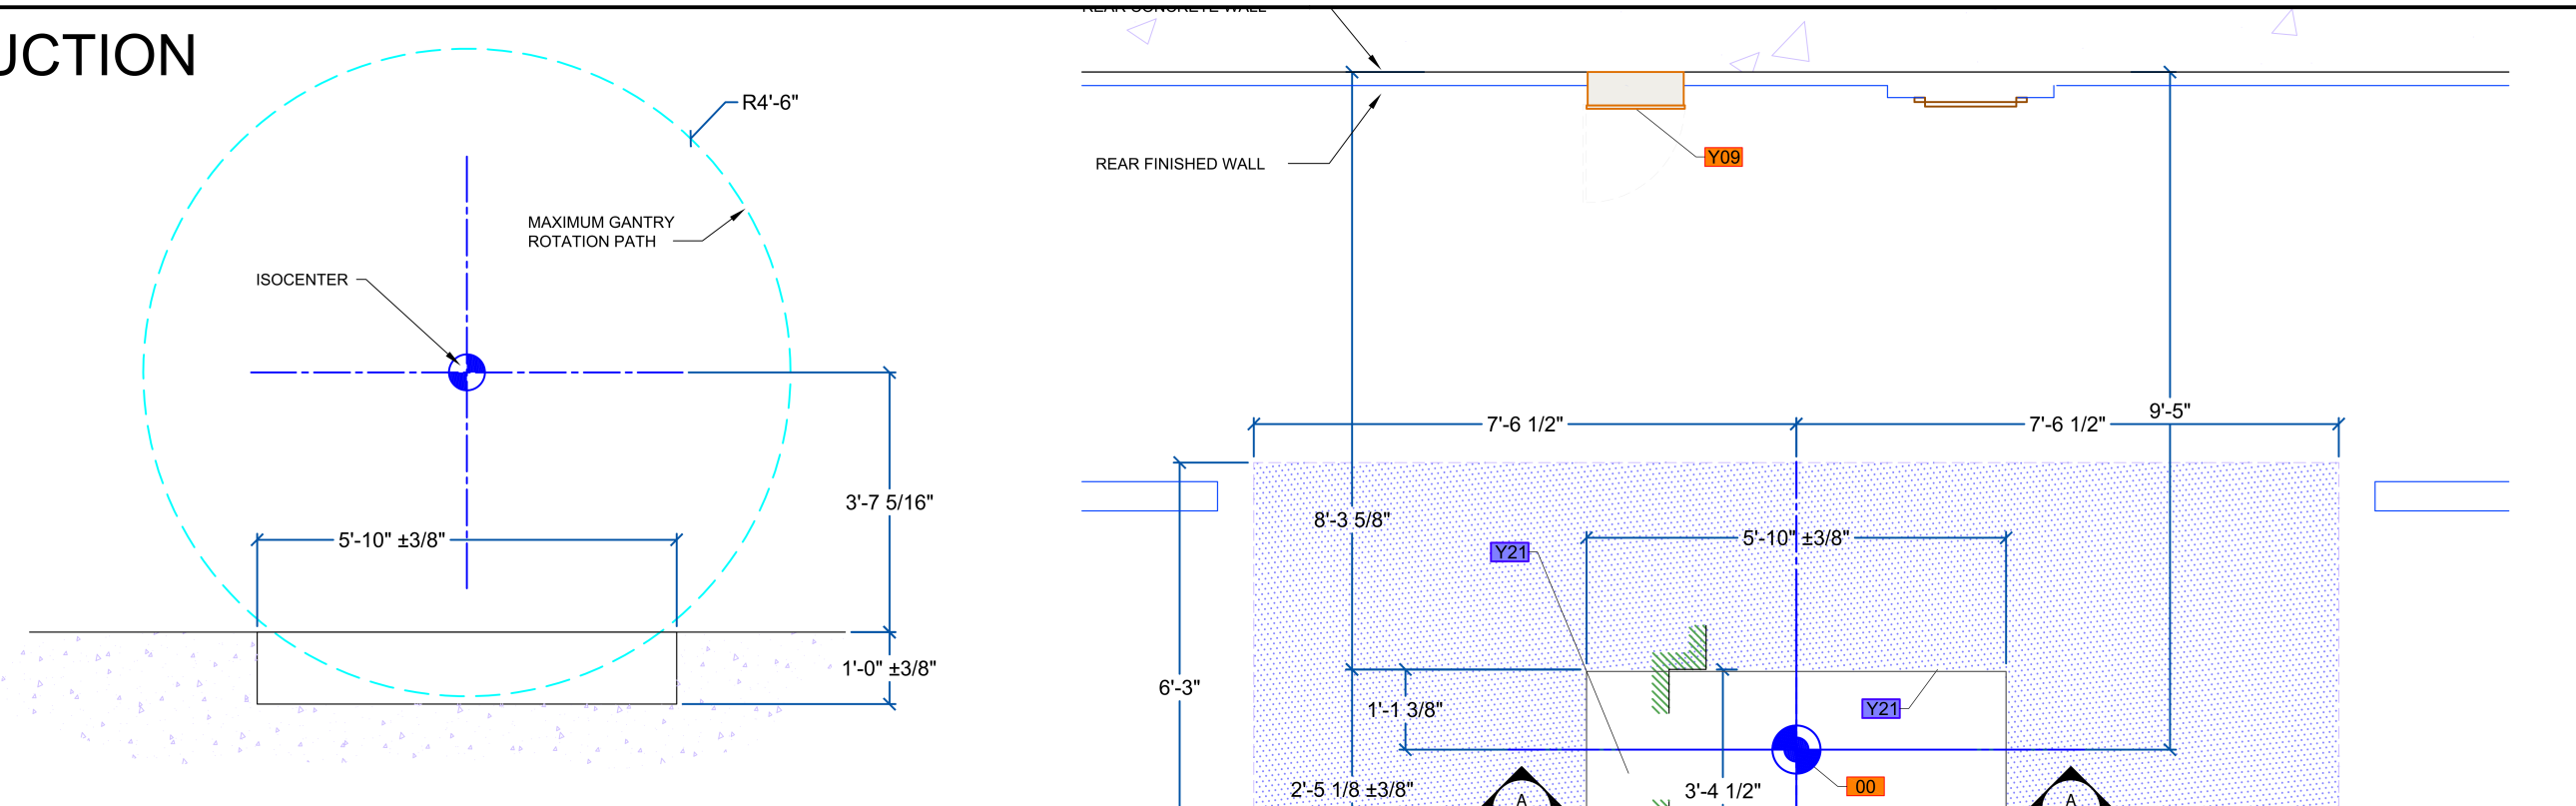 UCTION
R4'-6"
MAXIMUM GANTRY
ROTATION PATH
ISOCENTER
5'-10" ±3/8"
3'-7 5/16"
1'-0" ±3/8"
REAR CONCRETE WALL
REAR FINISHED WALL
Y09
7'-6 1/2"
7'-6 1/2"
9'-5"
8'-3 5/8"
Y21
5'-10" ±3/8"
6'-3"
1'-1 3/8"
Y21
2'-5 1/8 ±3/8"
3'-4 1/2"
00
A
A